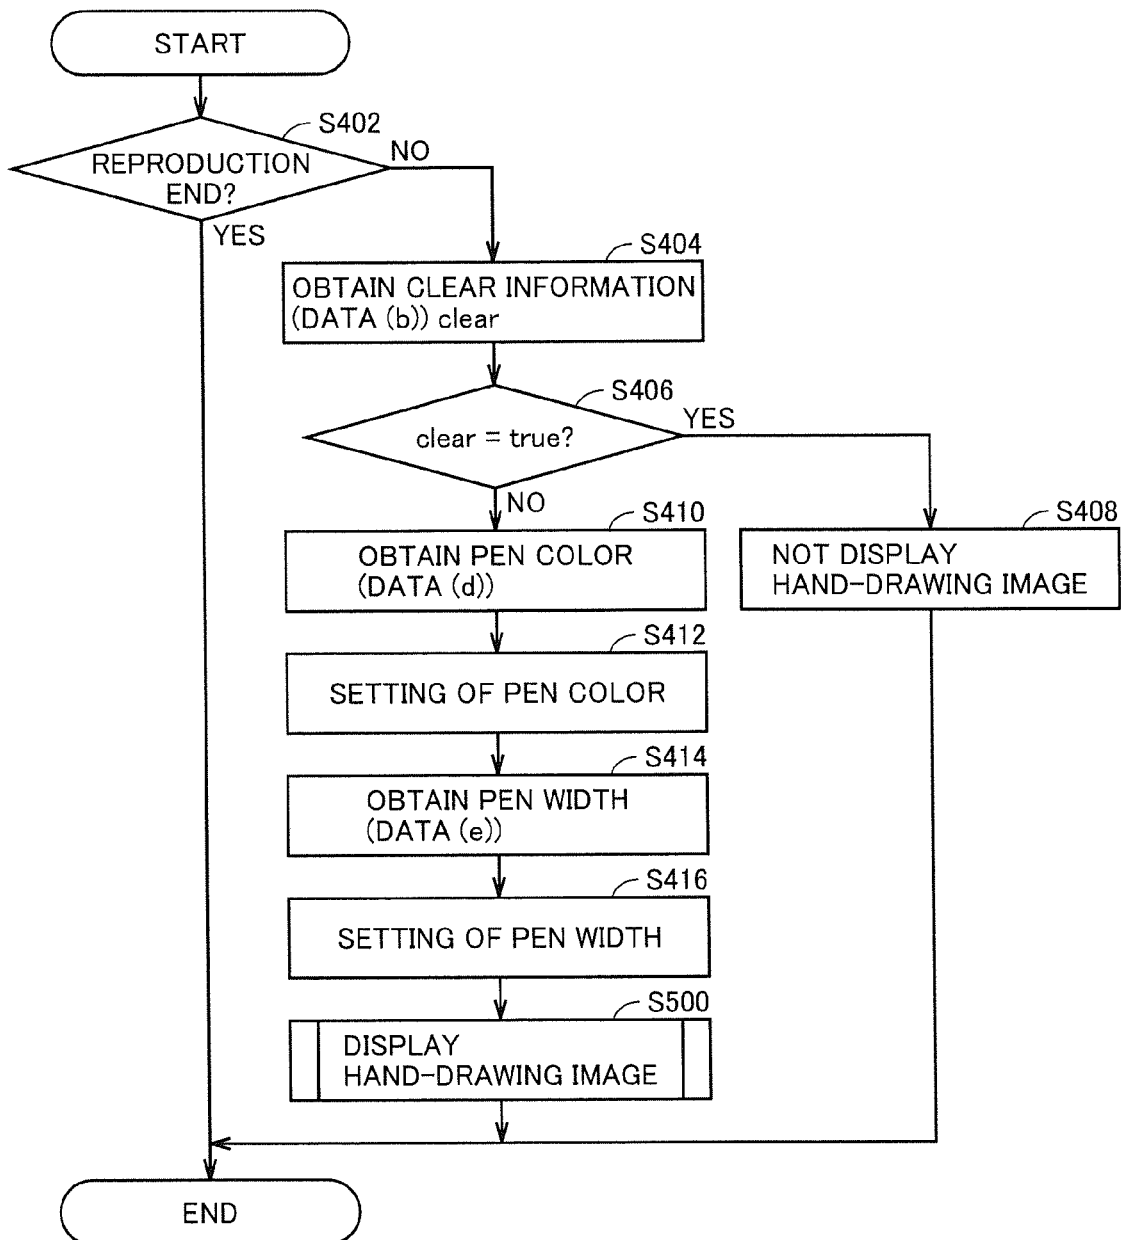 START
S402
REPRODUCTION
END?
NO
YES
S404
OBTAIN CLEAR INFORMATION
(DATA (b)) clear
S406
clear = true?
YES
NO
S410
OBTAIN PEN COLOR
(DATA (d))
S408
NOT DISPLAY
HAND-DRAWING IMAGE
S412
SETTING OF PEN COLOR
S414
OBTAIN PEN WIDTH
(DATA (e))
S416
SETTING OF PEN WIDTH
S500
DISPLAY
HAND-DRAWING IMAGE
END